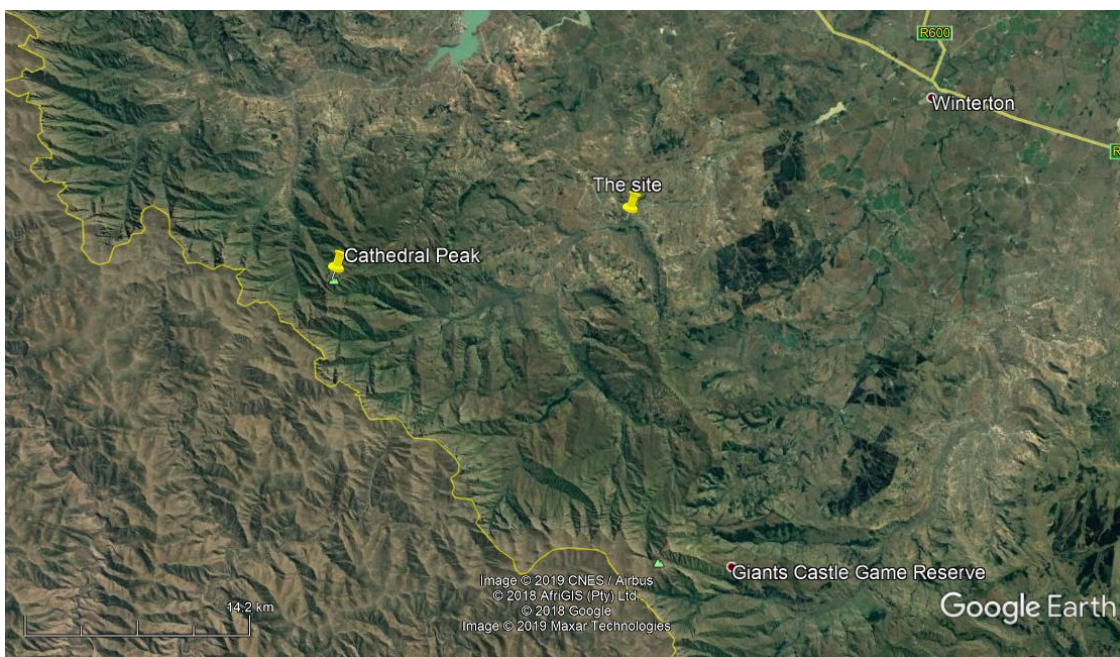 R600
Winterton
R
The site
Cathedral Peak
Giants Castle Game Reserve
Image © 2019 CNES / Airbus
© 2018 AfriGIS (Pty) Ltd.
© 2018 Google
Image © 2019 Maxar Technologies
14.2 km
Google Earth